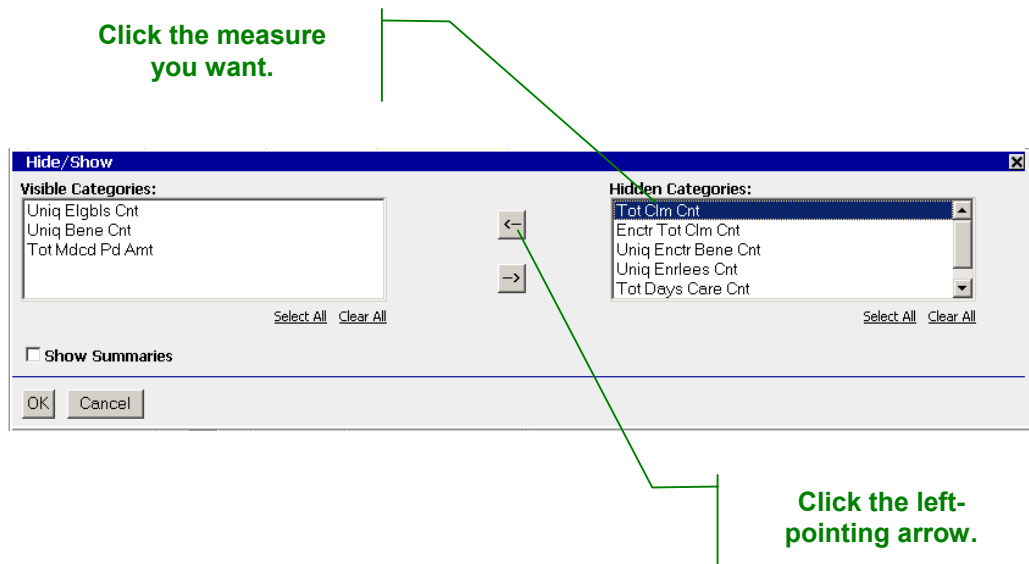 Click the measure
you want.
Hide/Show
Visible Categories:
Uniq Elgbls Cnt
Uniq Bene Cnt
Tot Mdcd Pd Amt
Select All Clear All
<-
->
Hidden Categories:
Tot Clm Cnt
Enctr Tot Clm Cnt
Uniq Enctr Bene Cnt
Uniq Enrlees Cnt
Tot Days Care Cnt
Select All Clear All
Show Summaries
OK Cancel
Click the left-
pointing arrow.